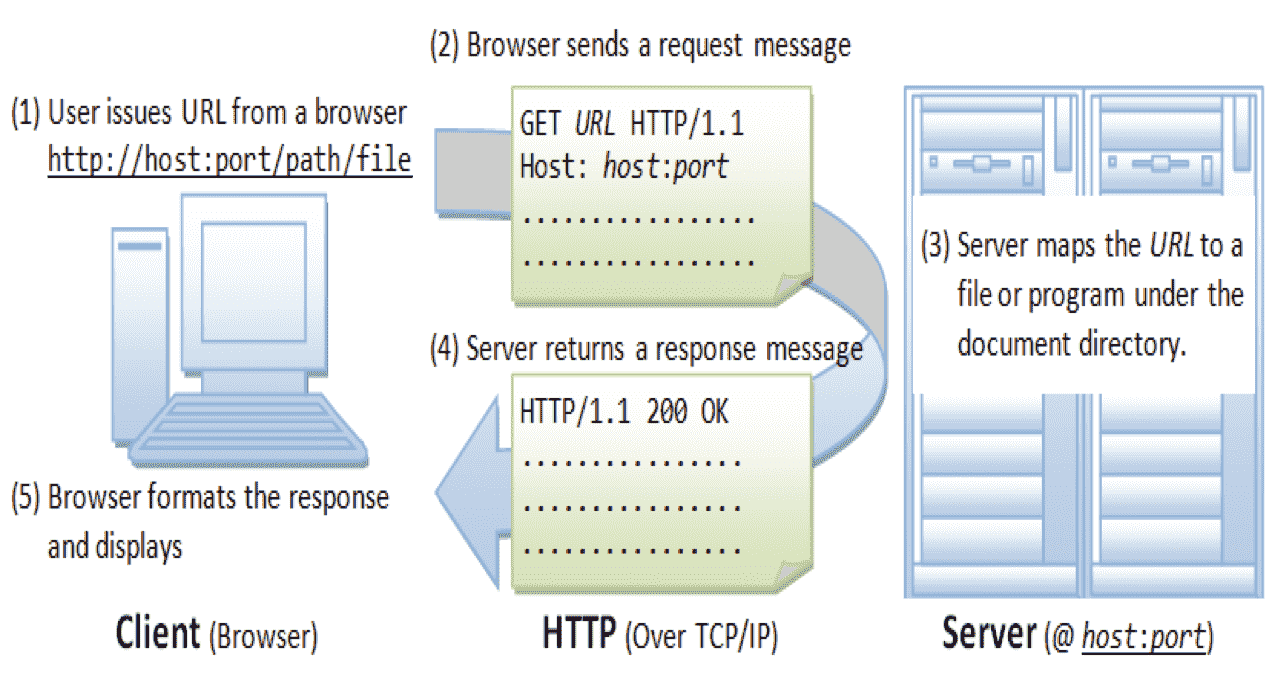 (1) User issues URL from a browser
http://host:port/path/file
(2) Browser sends a request message
GET URL HTTP/1.1
Host: host:port
.................
.................
(3) Server maps the URL to a
file or program under the
document directory.
(4) Server returns a response message
HTTP/1.1 200 OK
................
................
................
(5) Browser formats the response
and displays
Client (Browser)
HTTP (Over TCP/IP)
Server (@ host:port)